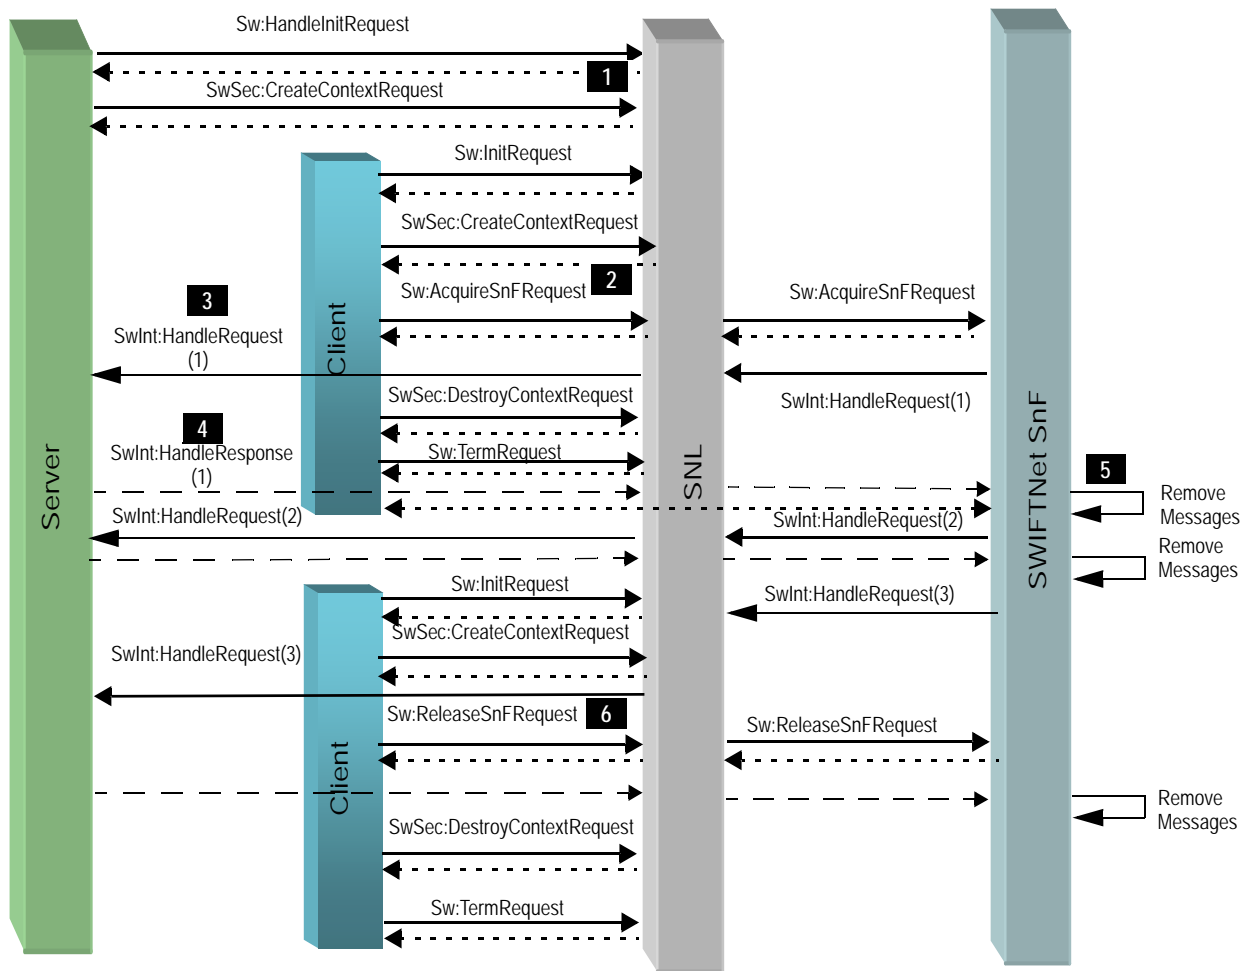 Sw:HandleInitRequest
1
SwSec:CreateContextRequest
Sw:InitRequest
SwSec:CreateContextRequest
2
Sw:AcquireSnFRequest
Sw:AcquireSnFRequest
3
SwInt:HandleRequest
(1)
SwInt:HandleRequest(1)
SwSec:DestroyContextRequest
4
Sw:TermRequest
SwInt:HandleResponse
(1)
5
Remove
Messages
SwInt:HandleRequest(2)
SwInt:HandleRequest(2)
Remove
Messages
Sw:InitRequest
SwInt:HandleRequest(3)
SwSec:CreateContextRequest
SwInt:HandleRequest(3)
Sw:ReleaseSnFRequest
6
Sw:ReleaseSnFRequest
Remove
Messages
SwSec:DestroyContextRequest
Sw:TermRequest
Server
Client
Client
SNL
SWIFTNet SnF